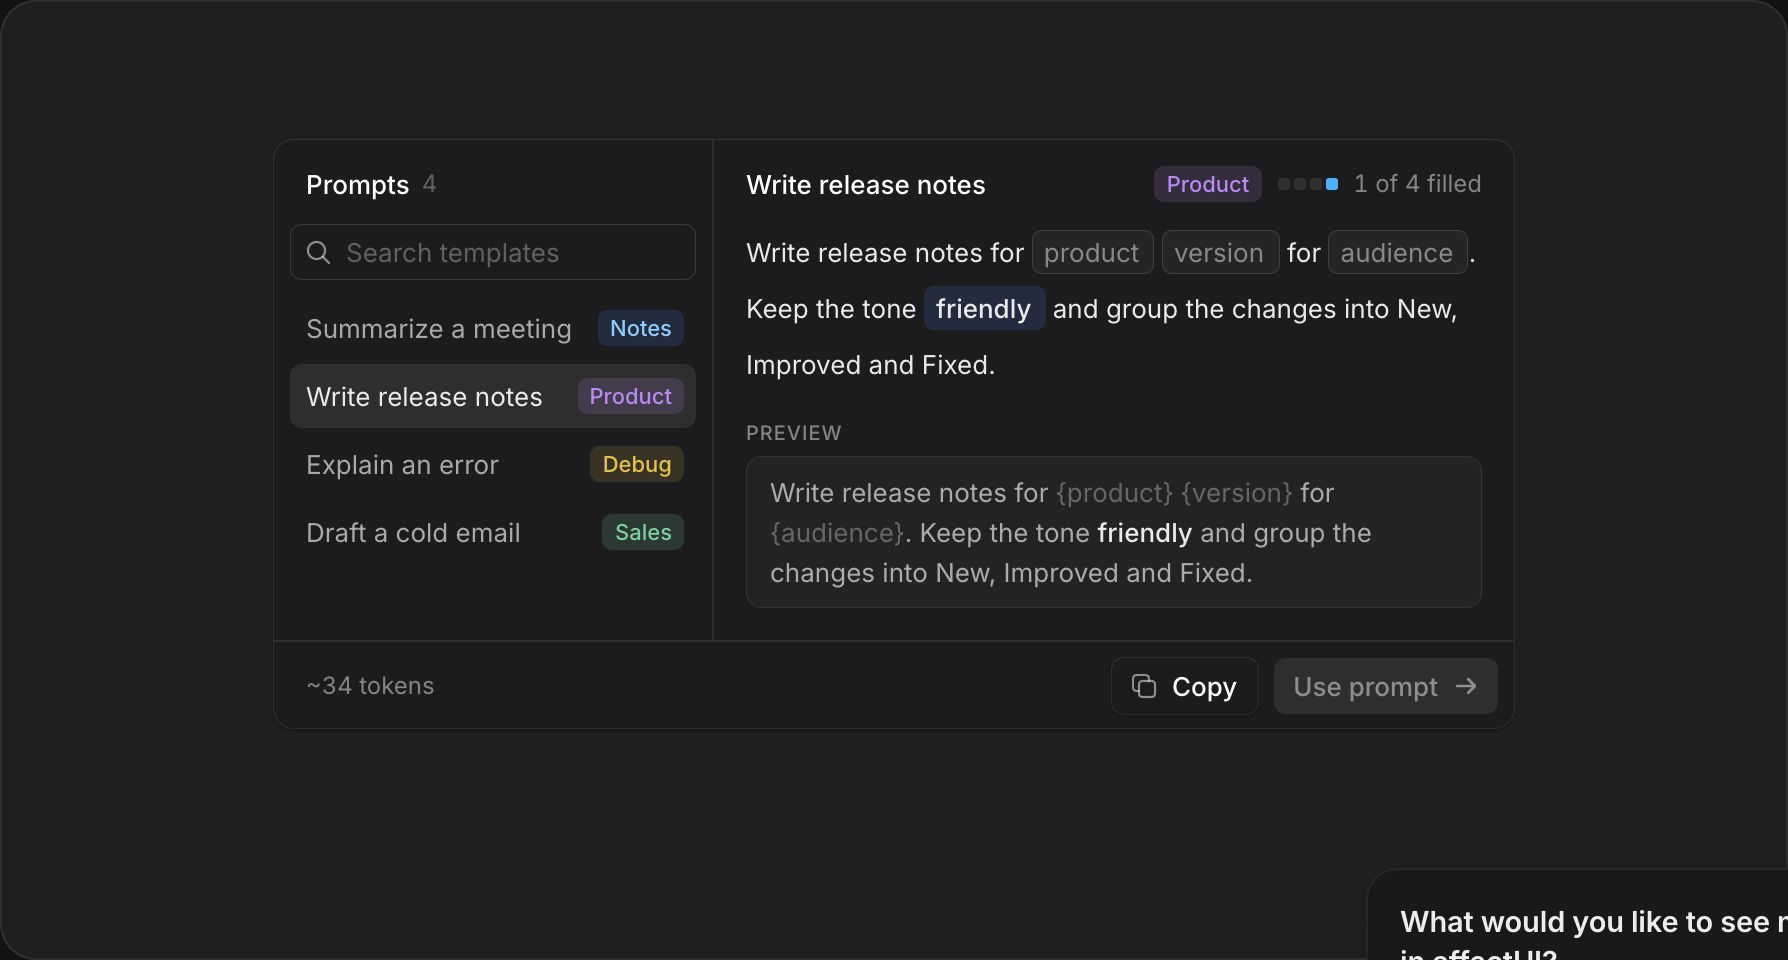 Prompts 4
Search templates
Summarize a meeting Notes
Write release notes Product
Explain an error Debug
Draft a cold email Sales
Write release notes Product 1 of 4 filled
Write release notes for product version for audience.
Keep the tone friendly and group the changes into New,
Improved and Fixed.
PREVIEW
Write release notes for {product} {version} for
{audience}. Keep the tone friendly and group the
changes into New, Improved and Fixed.
~34 tokens
Copy
Use prompt
What would you like to see
in affectUI?